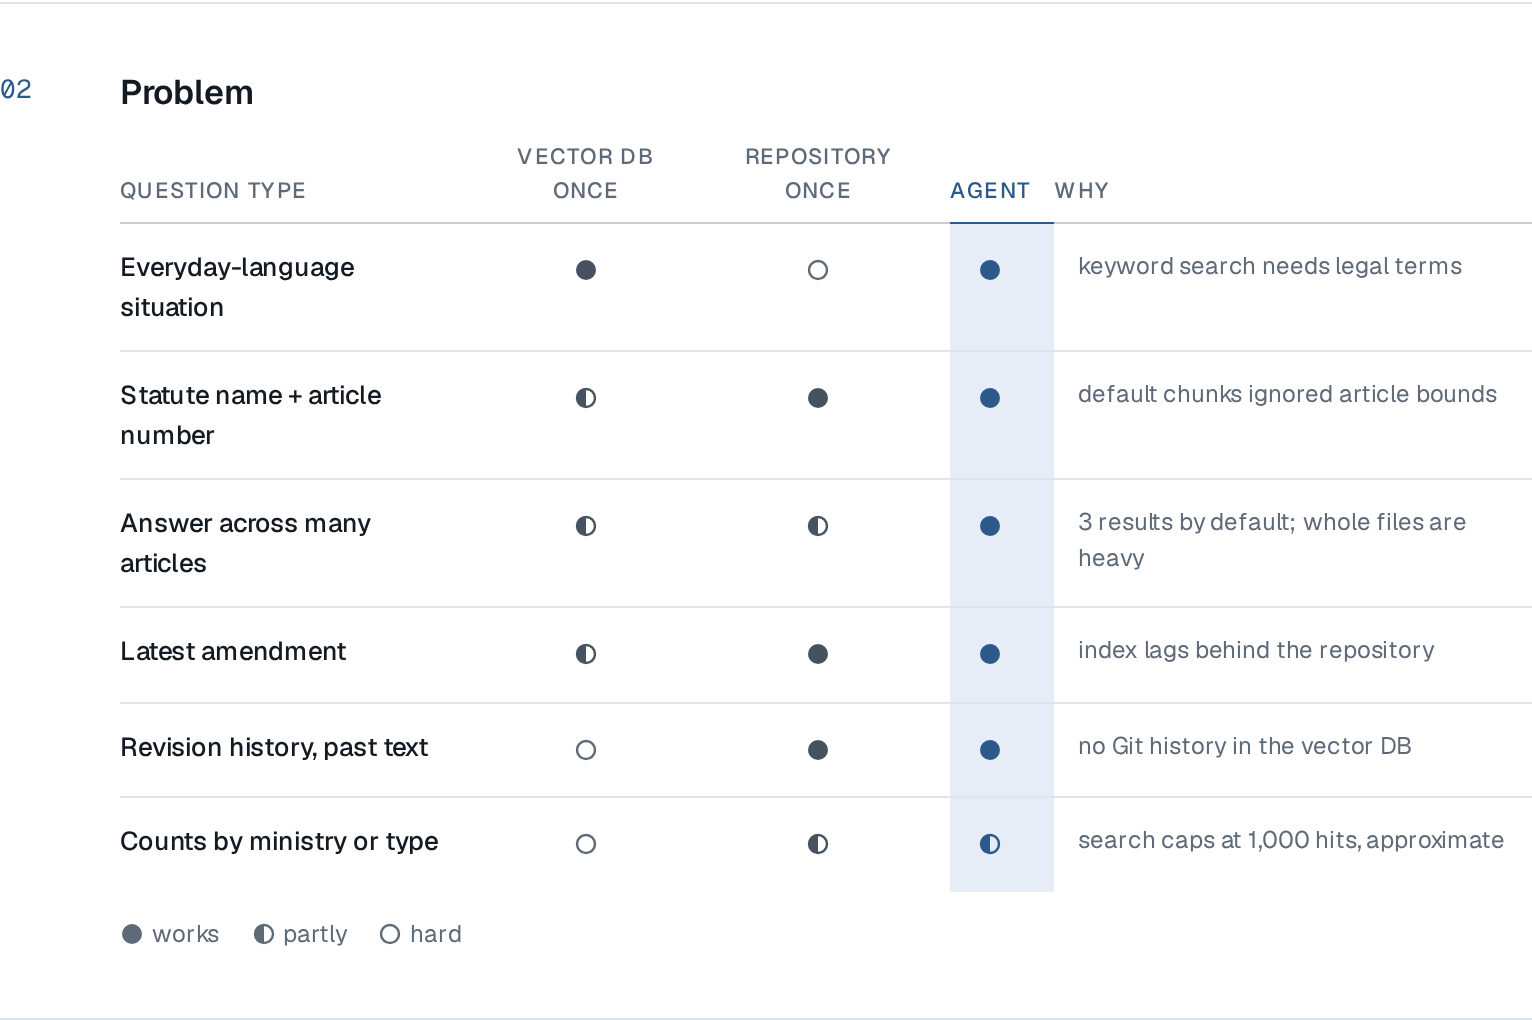 02
Problem
QUESTION TYPE
VECTOR DB
ONCE
REPOSITORY
ONCE
AGENT
WHY
Everyday-language
situation
keyword search needs legal terms
Statute name + article
number
default chunks ignored article bounds
Answer across many
articles
3 results by default; whole files are
heavy
Latest amendment
index lags behind the repository
Revision history, past text
no Git history in the vector DB
Counts by ministry or type
search caps at 1,000 hits, approximate
works
partly
hard